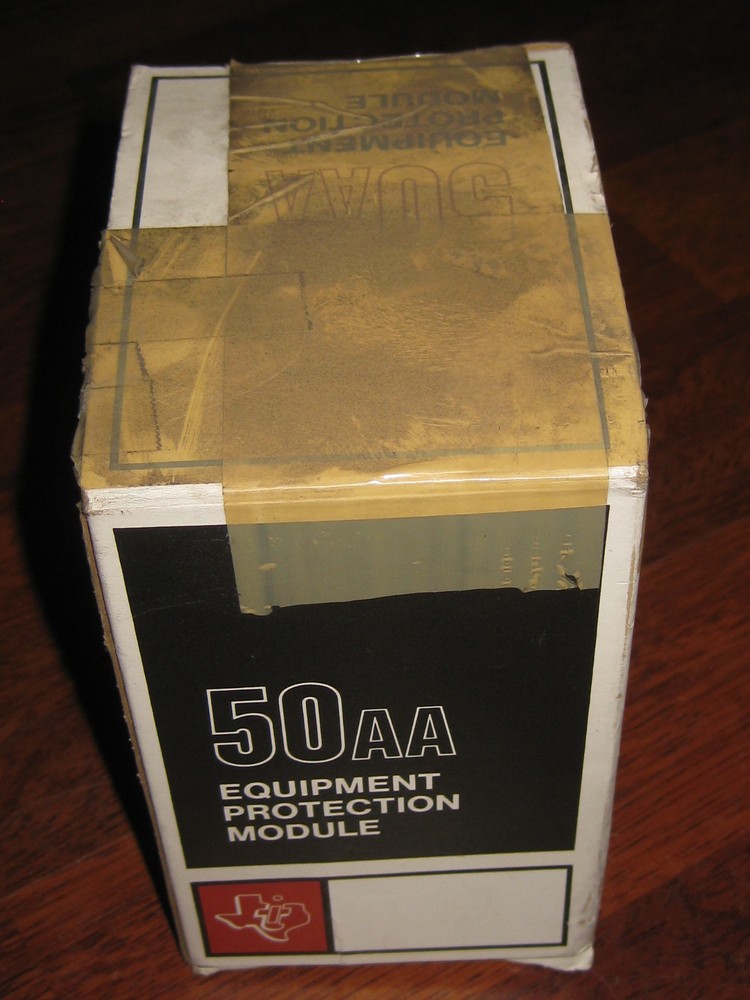 50AA
EQUIPMENT
PROTECTION
MODULE
50AA
EQUIPMENT
PROTECTION
MODULE